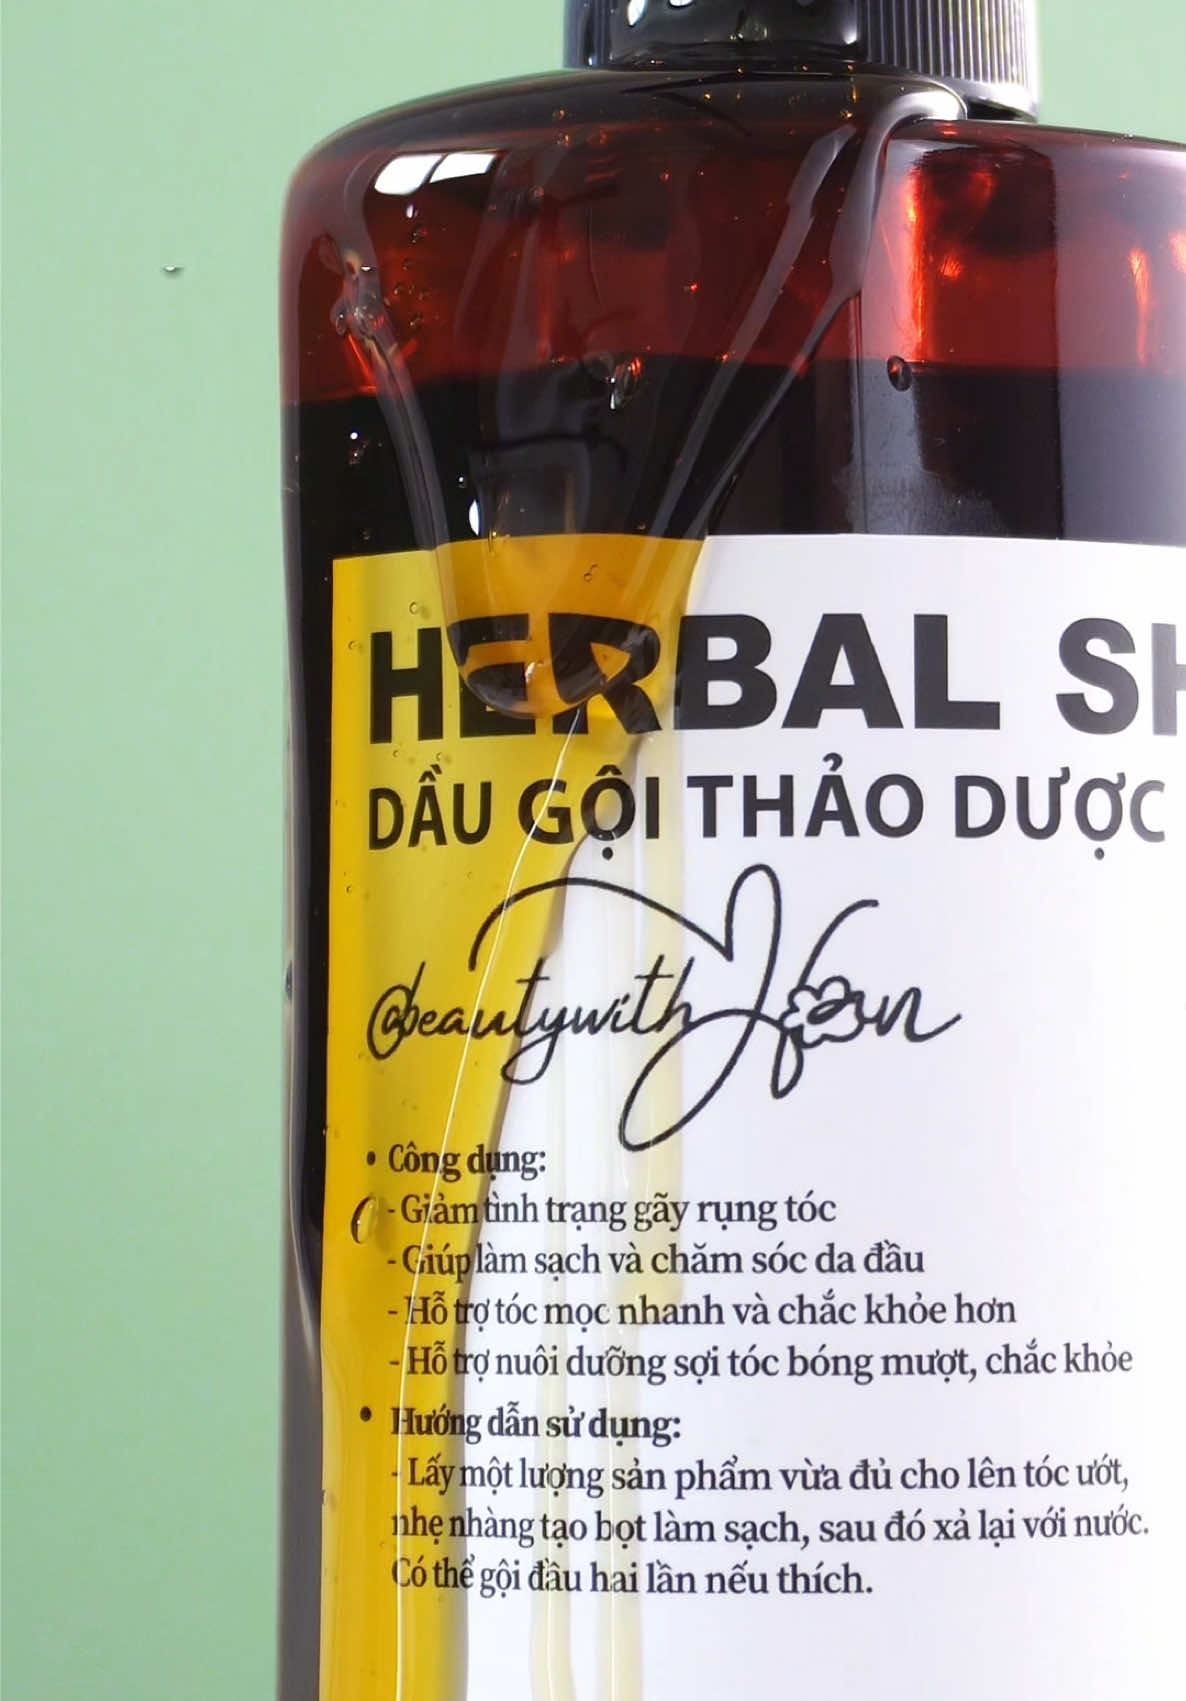 HERBAL SH
DẦU GỘI THẢO DƯỢC
@beautywith
• Công dụng:
- Giảm tình trạng gãy rụng tóc
- Giúp làm sạch và chăm sóc da đầu
- Hỗ trợ tóc mọc nhanh và chắc khỏe hơn
- Hỗ trợ nuôi dưỡng sợi tóc bóng mượt, chắc khỏe
• Hướng dẫn sử dụng:
- Lấy một lượng sản phẩm vừa đủ cho lên tóc ướt,
nhẹ nhàng tạo bọt làm sạch, sau đó xả lại với nước.
Có thể gội đầu hai lần nếu thích.